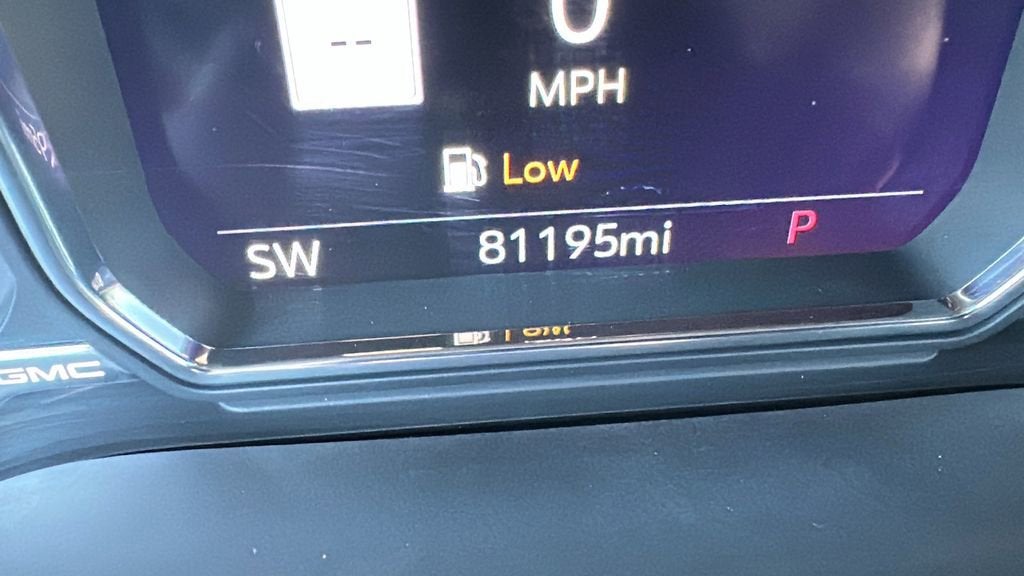 --
0
MPH
Low
SW 81195mi P
GMC